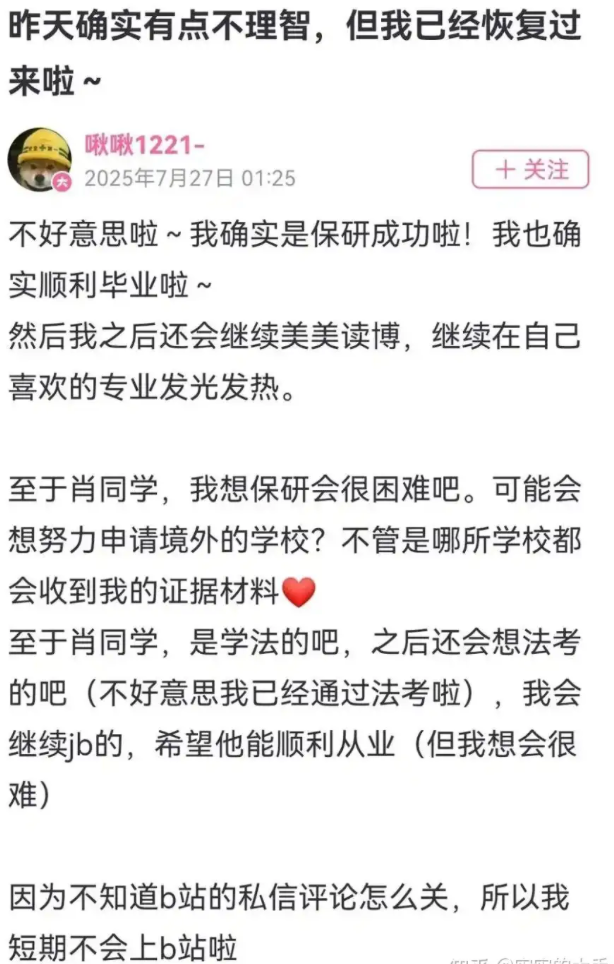 昨天确实有点不理智，但我已经恢复过
来啦～
啾啾1221-
2025年7月27日 01:25
＋ 关注
大
不好意思啦～我确实是保研成功啦！我也确
实顺利毕业啦～
然后我之后还会继续美美读博，继续在自己
喜欢的专业发光发热。
至于肖同学，我想保研会很困难吧。可能会
想努力申请境外的学校？不管是哪所学校都
会收到我的证据材料❤️
至于肖同学，是学法的吧，之后还会想法考
的吧（不好意思我已经通过法考啦），我会
继续jb的，希望他能顺利从业（但我想会很
难）
因为不知道b站的私信评论怎么关，所以我
短期不会上b站啦